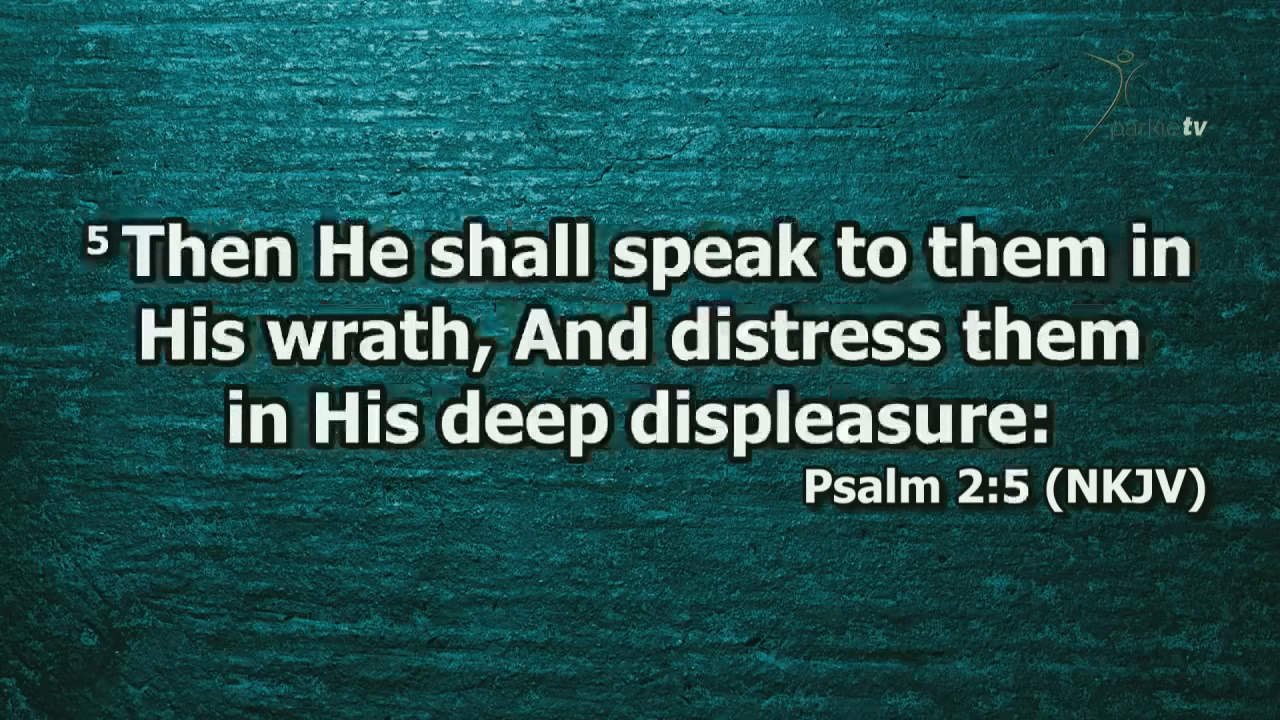 parkie tv
5 Then He shall speak to them in
His wrath, And distress them
in His deep displeasure:
Psalm 2:5 (NKJV)